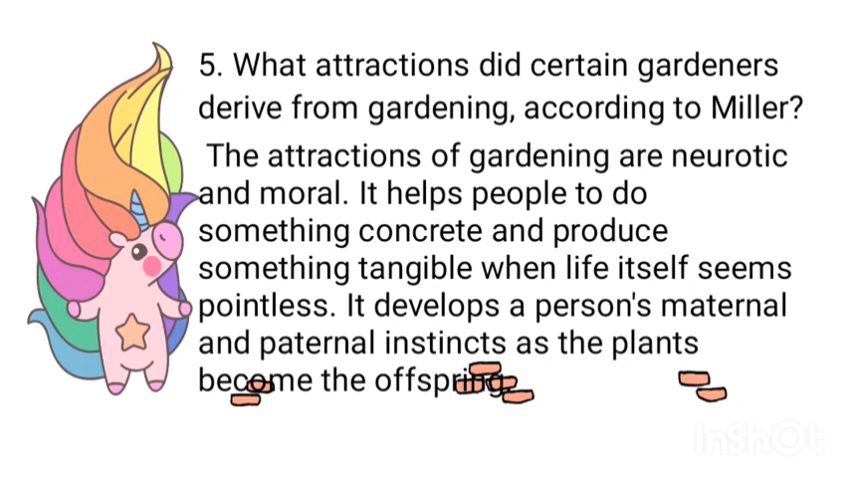 5. What attractions did certain gardeners
derive from gardening, according to Miller?
The attractions of gardening are neurotic
and moral. It helps people to do
something concrete and produce
something tangible when life itself seems
pointless. It develops a person's maternal
and paternal instincts as the plants
become the offspring.
InShOt